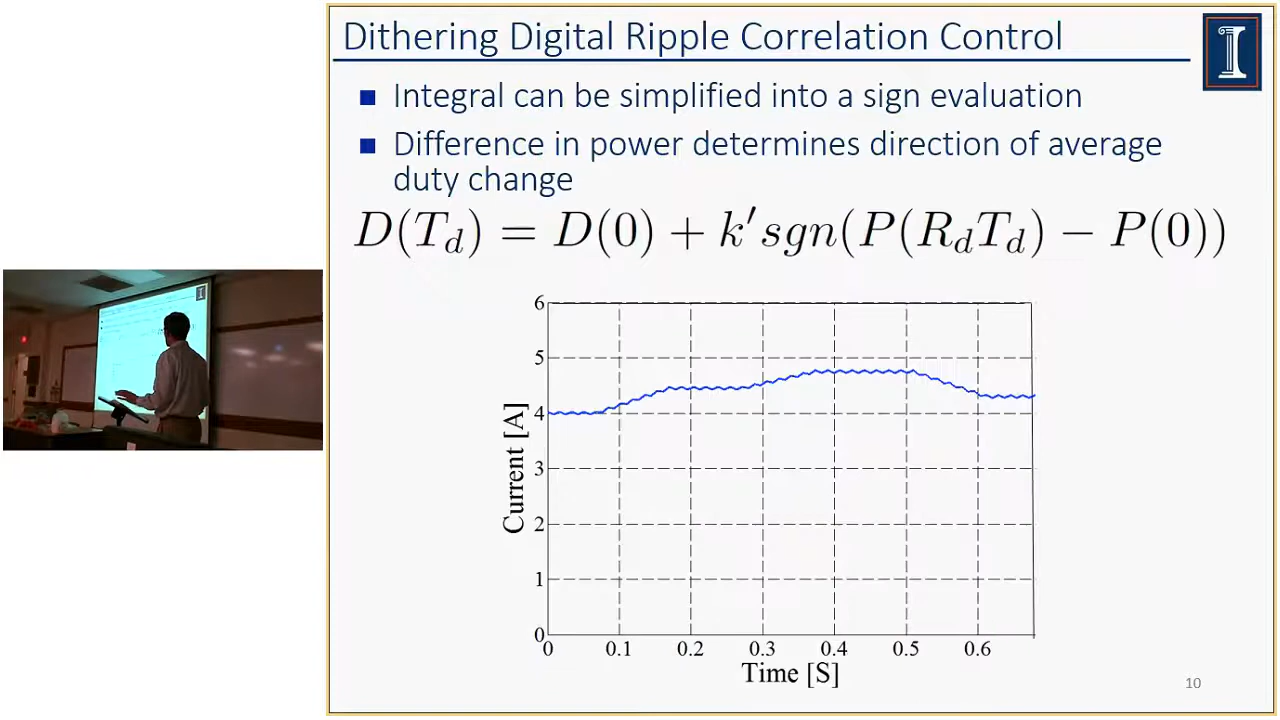 Dithering Digital Ripple Correlation Control
I
Integral can be simplified into a sign evaluation
Difference in power determines direction of average
duty change
D(T_d) = D(0) + k′sgn(P(R_dT_d) − P(0))
6
5
4
3
2
1
0
Current [A]
0 0.1 0.2 0.3 0.4 0.5 0.6
Time [S]
10